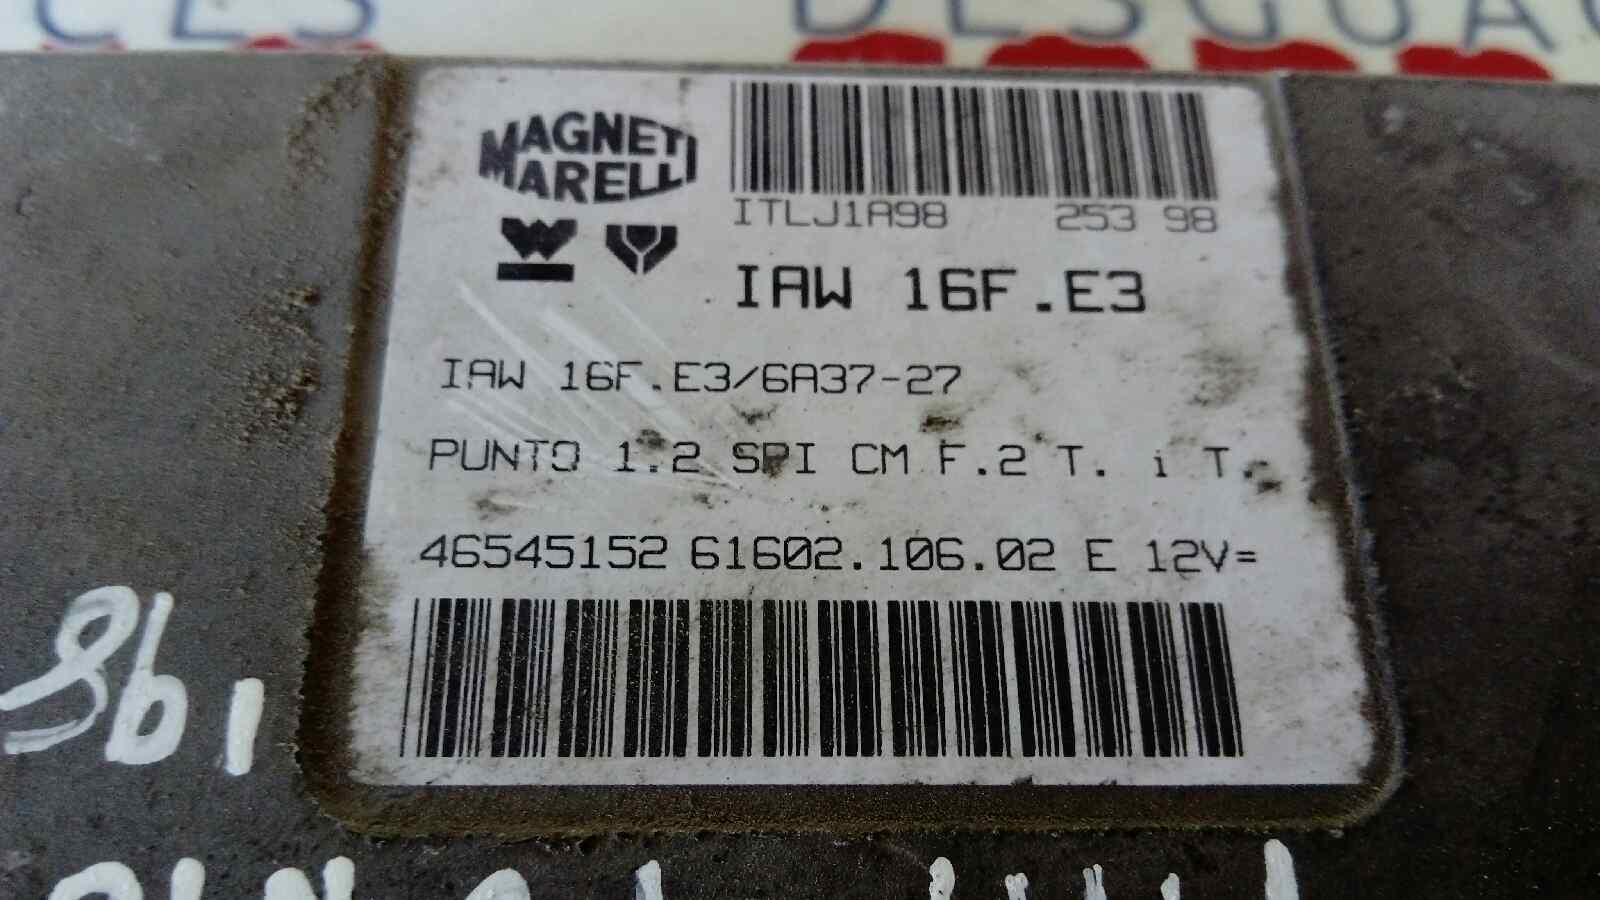 DESGUAC
MAGNETI
MARELLI
ITLJ1A98 253 98
IAW 16F.E3
IAW 16F.E3/6A37-27
PUNTO 1.2 SPI CM F.2 T. i T.
46545152 61602.106.02 E 12V=